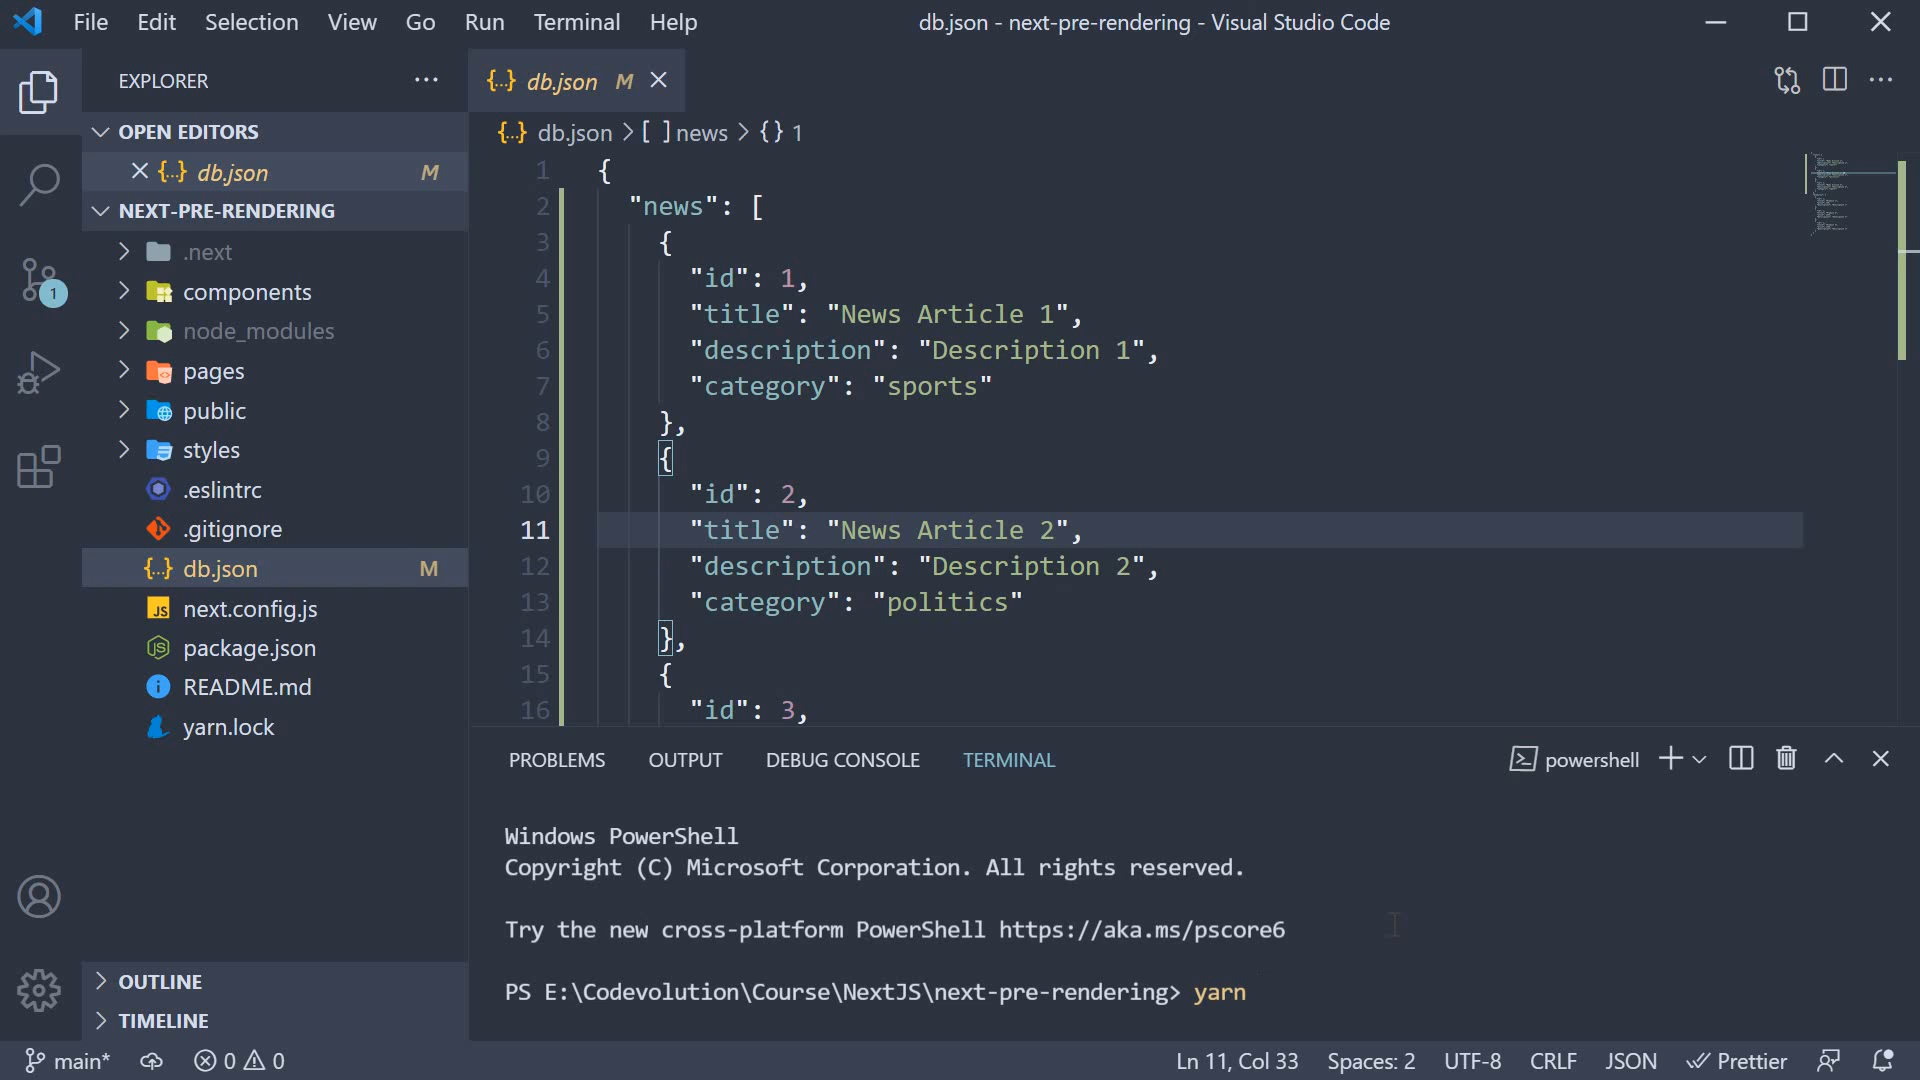 File Edit Selection View Go Run Terminal Help db.json - next-pre-rendering - Visual Studio Code
EXPLORER
{..} db.json M
OPEN EDITORS
{..} db.json M
{..} db.json > [ ] news > {} 1
NEXT-PRE-RENDERING
.next
components
node_modules
pages
public
styles
.eslintrc
.gitignore
{..} db.json M
JS next.config.js
package.json
README.md
yarn.lock
1
OUTLINE
TIMELINE
1 {
2 "news": [
3 {
4 "id": 1,
5 "title": "News Article 1",
6 "description": "Description 1",
7 "category": "sports"
8 },
9 {
10 "id": 2,
11 "title": "News Article 2",
12 "description": "Description 2",
13 "category": "politics"
14 },
15 {
16 "id": 3,
PROBLEMS OUTPUT DEBUG CONSOLE TERMINAL powershell
Windows PowerShell
Copyright (C) Microsoft Corporation. All rights reserved.
Try the new cross-platform PowerShell https://aka.ms/pscore6
PS E:\Codevolution\Course\NextJS\next-pre-rendering> yarn
main* 0 0 Ln 11, Col 33 Spaces: 2 UTF-8 CRLF JSON Prettier